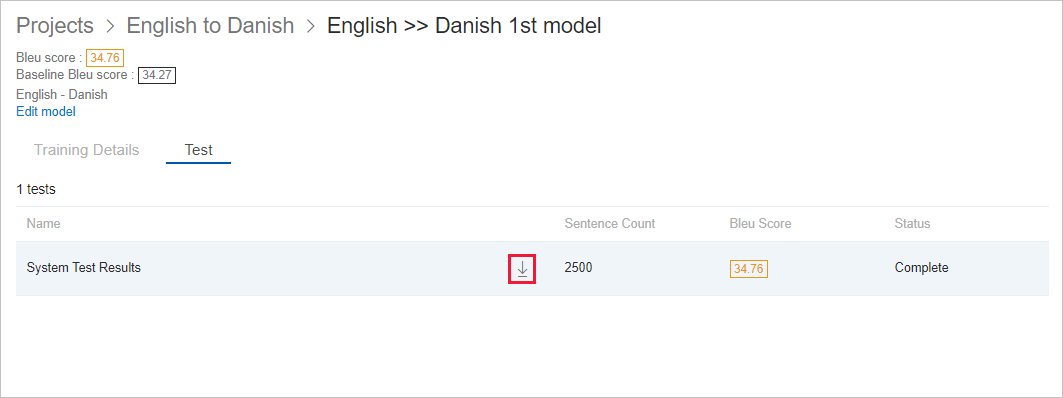 Projects > English to Danish > English >> Danish 1st model
Bleu score : 34.76
Baseline Bleu score : 34.27
English - Danish
Edit model
Training Details Test
1 tests
Name Sentence Count Bleu Score Status
System Test Results 2500 34.76 Complete